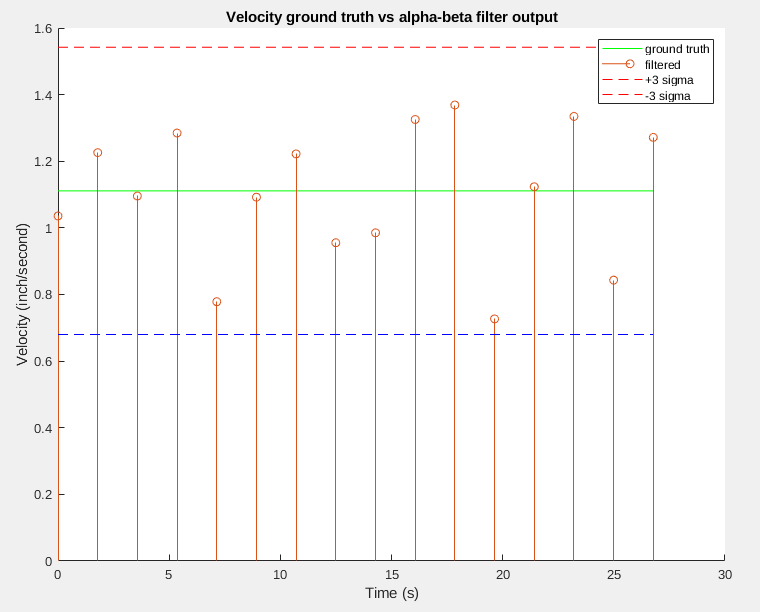 Velocity ground truth vs alpha-beta filter output
ground truth
filtered
+3 sigma
-3 sigma
Velocity (inch/second)
1.6
1.4
1.2
1
0.8
0.6
0.4
0.2
0
0 5 10 15 20 25 30
Time (s)